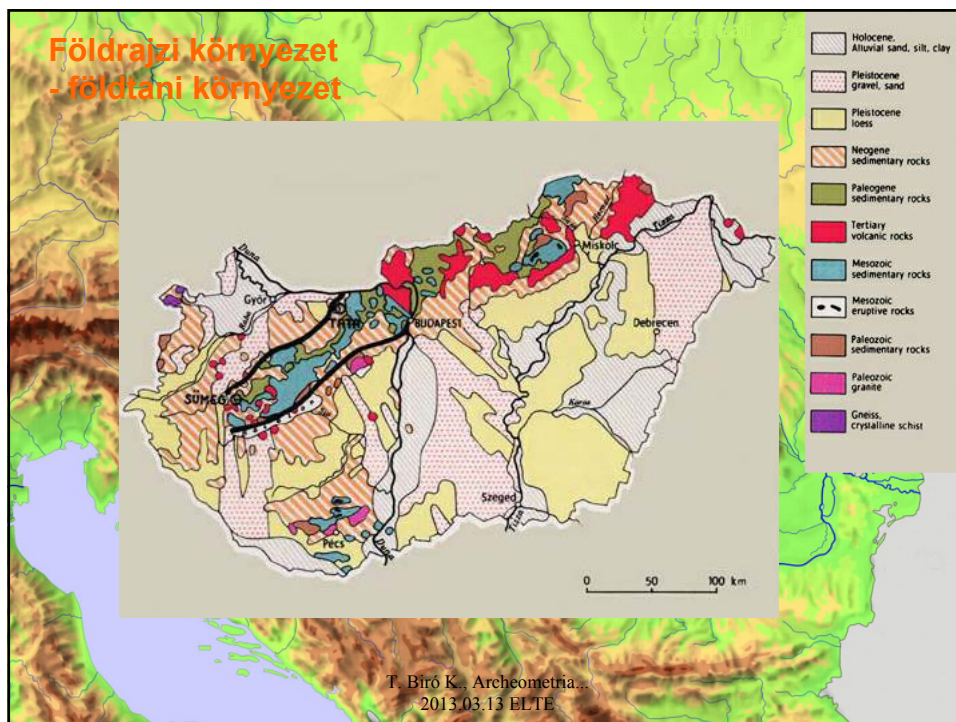 Földrajzi környezet
- földtani környezet
Holocene,
Alluvial sand, silt, clay
Pleistocene
gravel, sand
Pleistocene
loess
Neogene
sedimentary rocks
Paleogene
sedimentary rocks
Tertiary
volcanic rocks
Mesozoic
sedimentary rocks
Mesozoic
eruptive rocks
Paleozoic
sedimentary rocks
Paleozoic
granite
Gneiss,
crystalline schist
Duna
Győr
Rába
TATA
BUDAPEST
Miskolc
Tisza
Debrecen
SÜMEG
Körös
Szeged
Tisza
Pécs
Duna
0 50 100 km
T. Biró K., Archeometria...
2013.03.13 ELTE